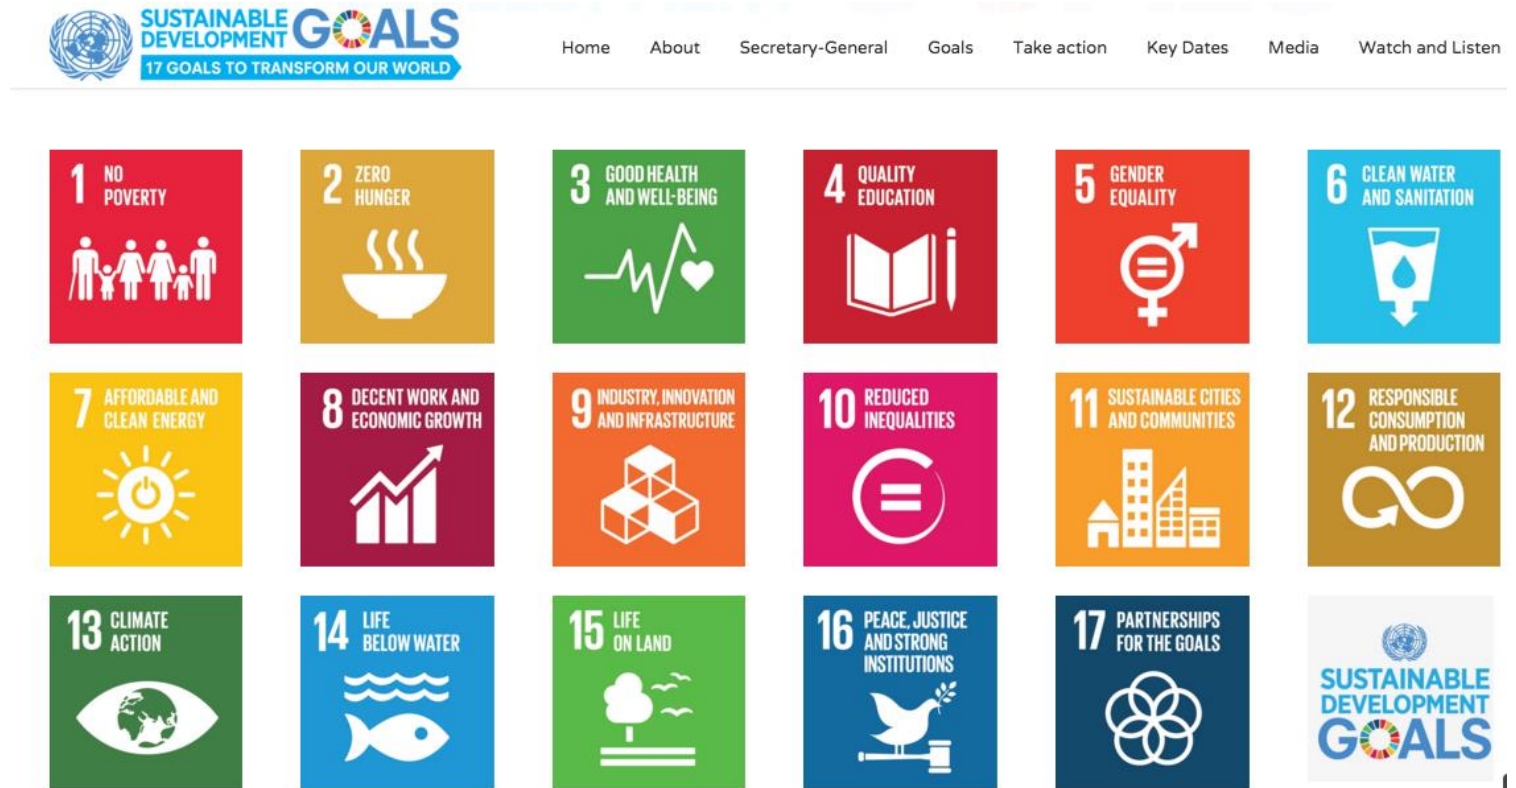 SUSTAINABLE
DEVELOPMENT GOALS
17 GOALS TO TRANSFORM OUR WORLD
Home About Secretary-General Goals Take action Key Dates Media Watch and Listen
1 NO
POVERTY
2 ZERO
HUNGER
3 GOOD HEALTH
AND WELL-BEING
4 QUALITY
EDUCATION
5 GENDER
EQUALITY
6 CLEAN WATER
AND SANITATION
7 AFFORDABLE AND
CLEAN ENERGY
8 DECENT WORK AND
ECONOMIC GROWTH
9 INDUSTRY, INNOVATION
AND INFRASTRUCTURE
10 REDUCED
INEQUALITIES
11 SUSTAINABLE CITIES
AND COMMUNITIES
12 RESPONSIBLE
CONSUMPTION
AND PRODUCTION
13 CLIMATE
ACTION
14 LIFE
BELOW WATER
15 LIFE
ON LAND
16 PEACE, JUSTICE
AND STRONG
INSTITUTIONS
17 PARTNERSHIPS
FOR THE GOALS
SUSTAINABLE
DEVELOPMENT
GOALS